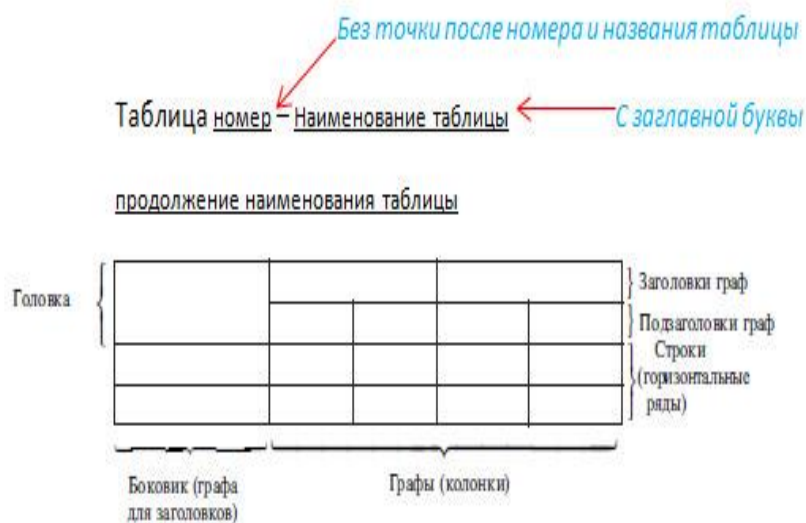 Без точки после номера и названия таблицы
Таблица номер – Наименование таблицы
С заглавной буквы
продолжение наименования таблицы
Головка
Заголовки граф
Подзаголовки граф
Строки
(горизонтальные
ряды)
Боковик (графа
для заголовков)
Графы (колонки)